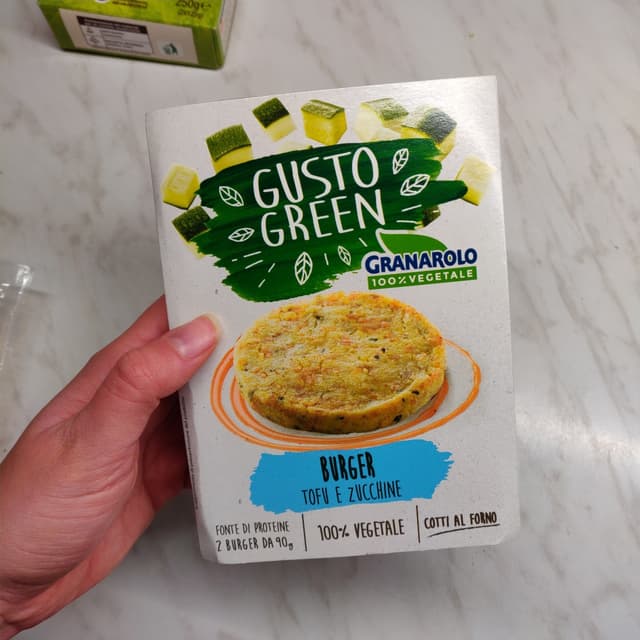 250g e
GUSTO
GREEN
GRANAROLO
100% VEGETALE
BURGER
TOFU E ZUCCHINE
FONTE DI PROTEINE
2 BURGER DA 90g
100% VEGETALE
COTTI AL FORNO